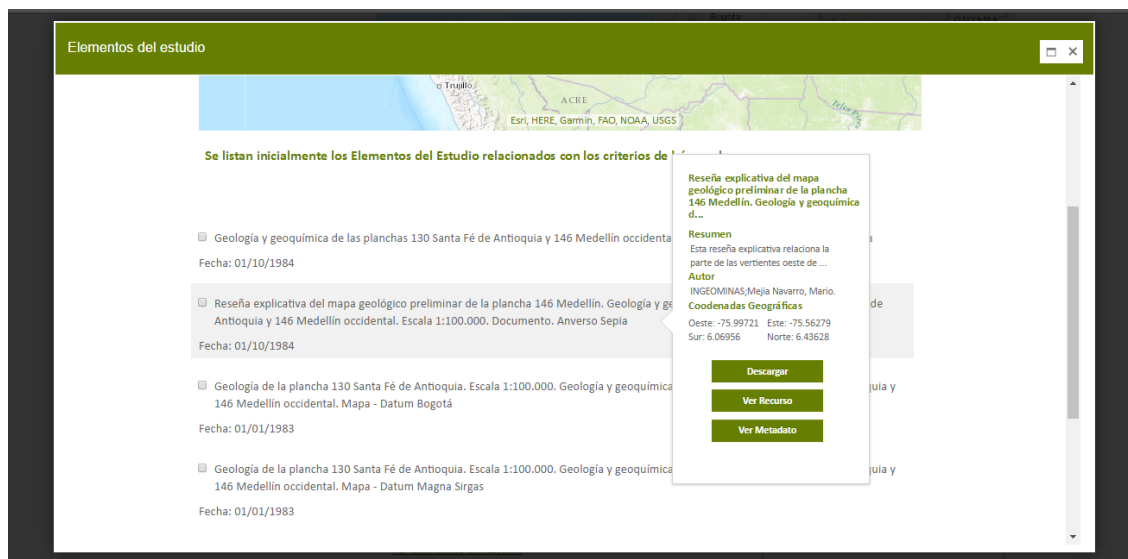 Bogota
GUYANA
Elementos del estudio
Trujillo
ACRE
Esri, HERE, Garmin, FAO, NOAA, USGS
Se listan inicialmente los Elementos del Estudio relacionados con los criterios de
Geología y geoquímica de las planchas 130 Santa Fé de Antioquia y 146 Medellín occidenta
Fecha: 01/10/1984
Reseña explicativa del mapa geológico preliminar de la plancha 146 Medellín. Geología y ge de
Antioquia y 146 Medellín occidental. Escala 1:100.000. Documento. Anverso Sepia
Fecha: 01/10/1984
Geología de la plancha 130 Santa Fé de Antioquia. Escala 1:100.000. Geología y geoquímica quia y
146 Medellín occidental. Mapa - Datum Bogotá
Fecha: 01/01/1983
Geología de la plancha 130 Santa Fé de Antioquia. Escala 1:100.000. Geología y geoquímica quia y
146 Medellín occidental. Mapa - Datum Magna Sirgas
Fecha: 01/01/1983
Reseña explicativa del mapa
geológico preliminar de la plancha
146 Medellín. Geología y geoquímica
d...
Resumen
Esta reseña explicativa relaciona la
parte de las vertientes oeste de ...
Autor
INGEOMINAS;Mejia Navarro, Mario.
Coodenadas Geográficas
Oeste: -75.99721 Este: -75.56279
Sur: 6.06956 Norte: 6.43628
Descargar
Ver Recurso
Ver Metadato